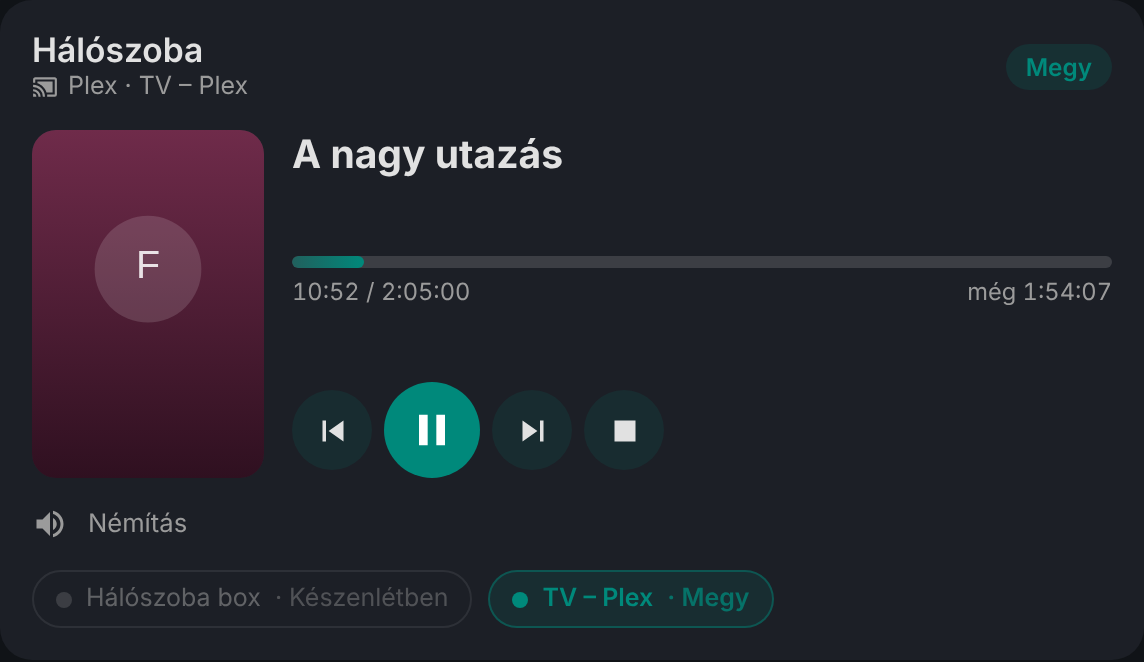 Hálószoba
Plex · TV – Plex
Megy
A nagy utazás
F
10:52 / 2:05:00
még 1:54:07
Némítás
Hálószoba box · Készenlétben
TV – Plex · Megy